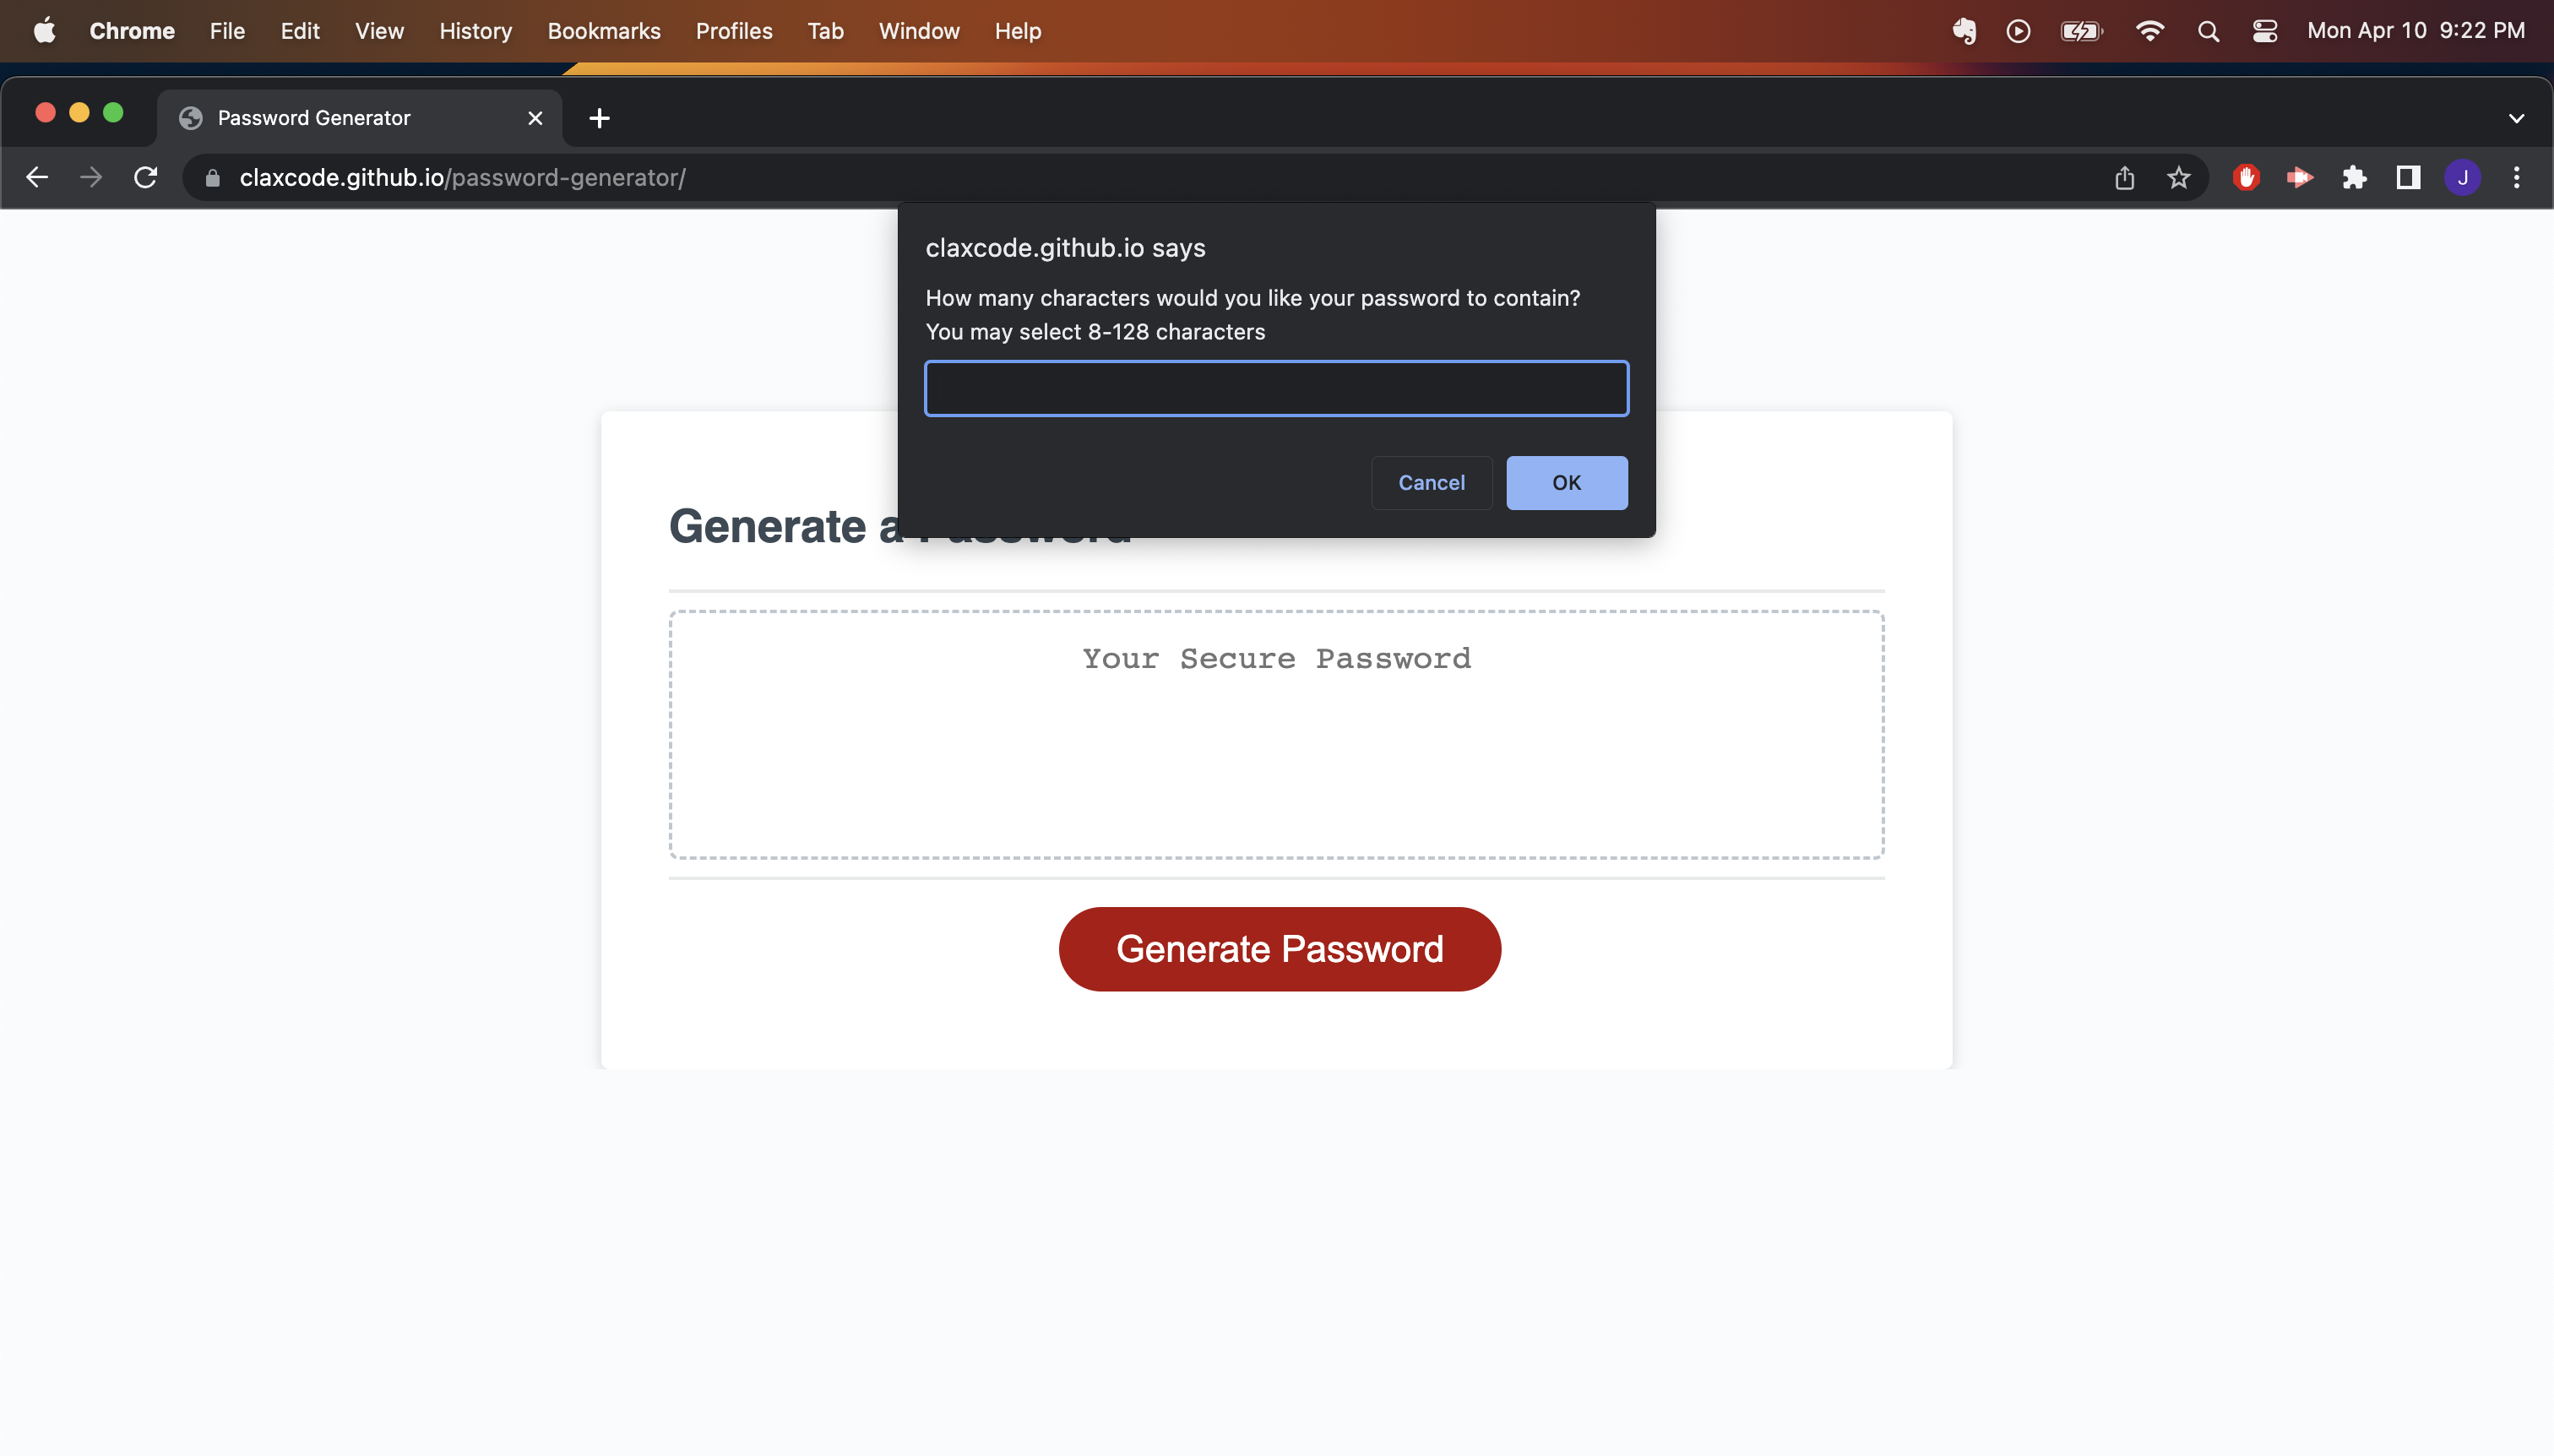 Chrome File Edit View History Bookmarks Profiles Tab Window Help Mon Apr 10 9:22 PM
Password Generator
claxcode.github.io/password-generator/
J
claxcode.github.io says
How many characters would you like your password to contain?
You may select 8-128 characters
Cancel OK
Generate a Password
Your Secure Password
Generate Password